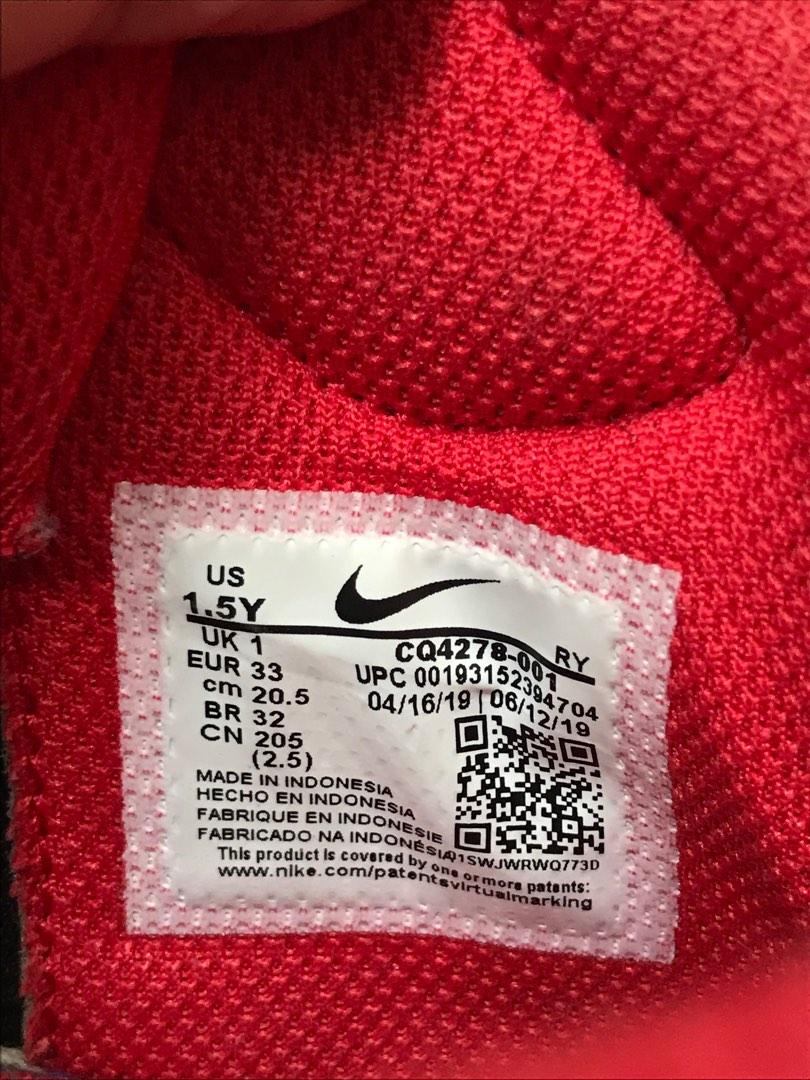 US
1.5Y
UK 1
EUR 33
cm 20.5
BR 32
CN 205
(2.5)
RY
CQ4278-001
UPC 00193152394704
04/16/19 | 06/12/19
MADE IN INDONESIA
HECHO EN INDONESIA
FABRIQUE EN INDONESIE
FABRICADO NA INDONÉSIA
Q1SWJWRWQ773D
This product is covered by one or more patents:
www.nike.com/patentsvirtualmarking